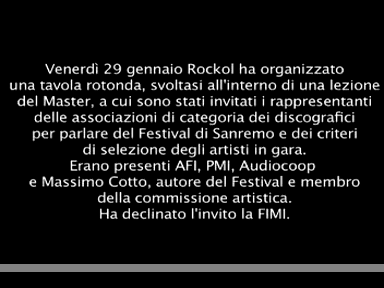 Venerdì 29 gennaio Rockol ha organizzato
una tavola rotonda, svoltasi all'interno di una lezione
del Master, a cui sono stati invitati i rappresentanti
delle associazioni di categoria dei discografici
per parlare del Festival di Sanremo e dei criteri
di selezione degli artisti in gara.
Erano presenti AFI, PMI, Audiocoop
e Massimo Cotto, autore del Festival e membro
della commissione artistica.
Ha declinato l'invito la FIMI.